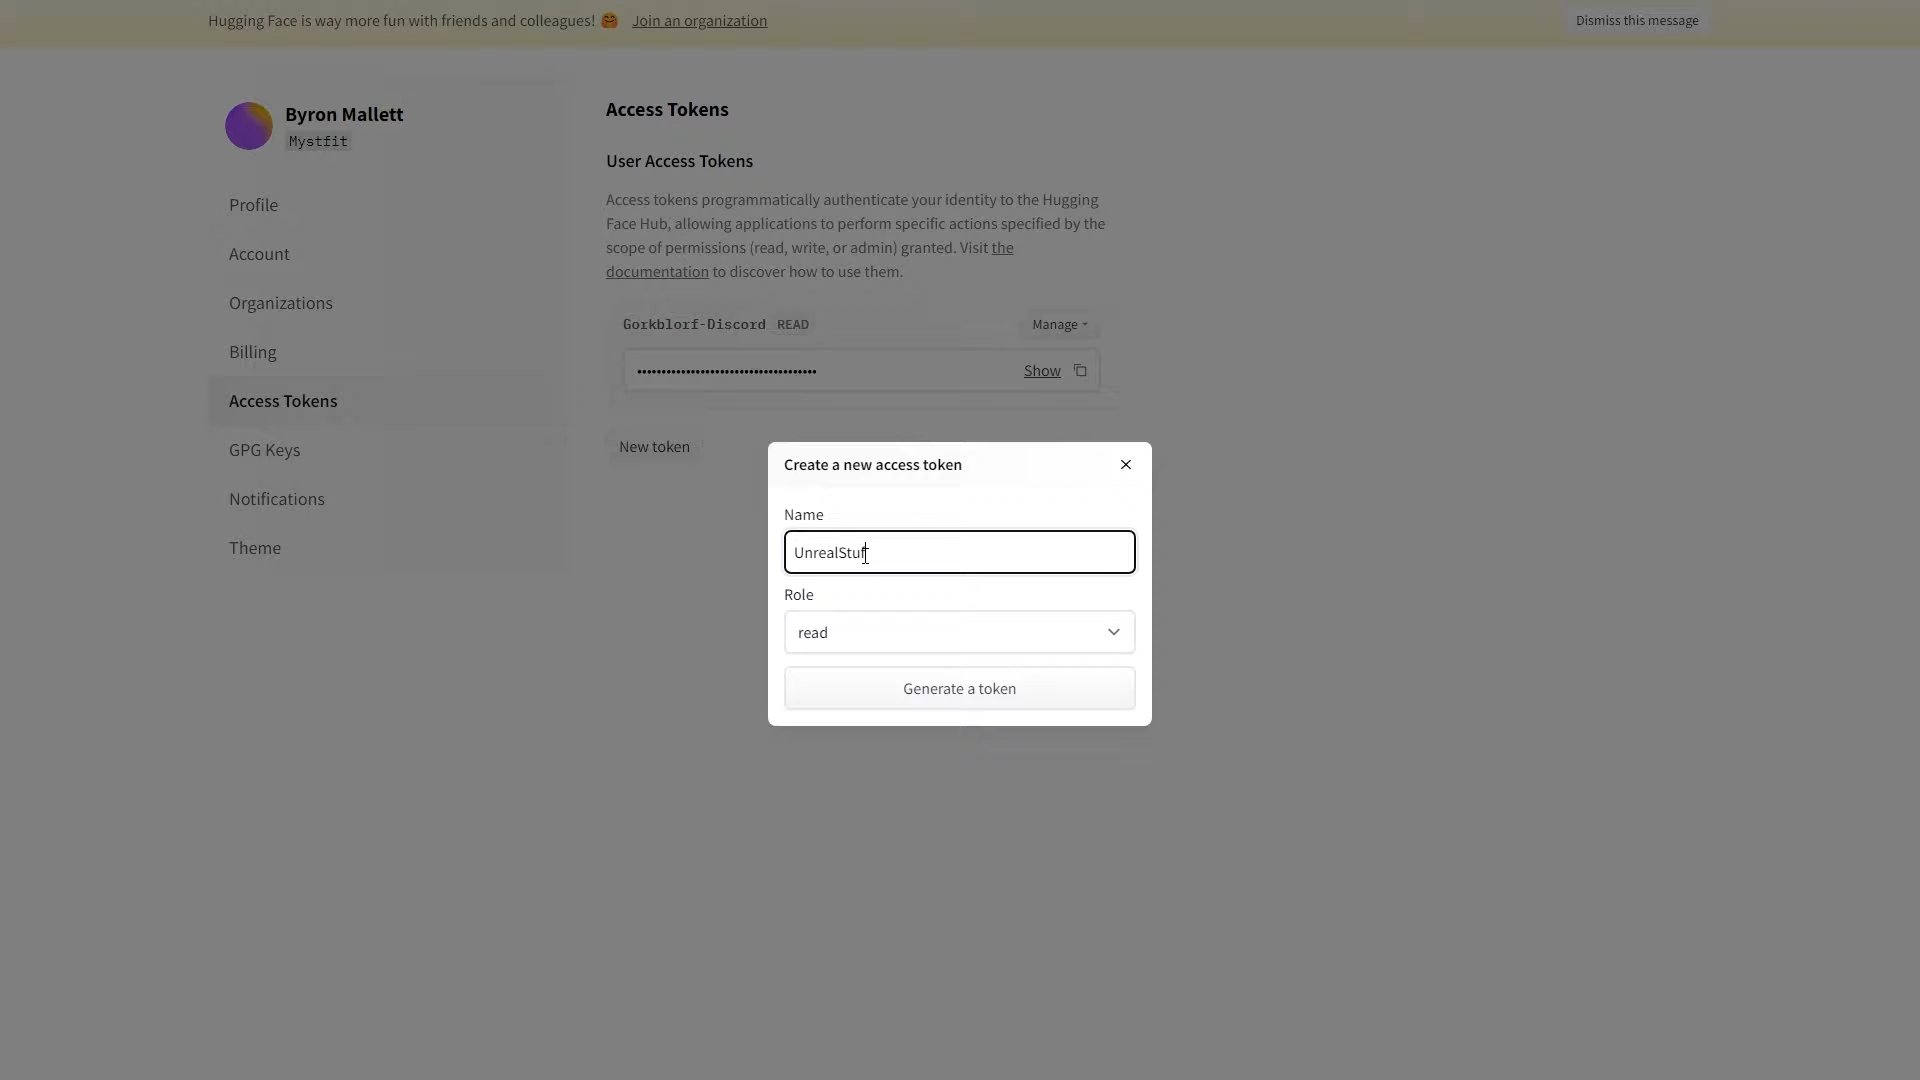 Hugging Face is way more fun with friends and colleagues! 🤗 Join an organization
Dismiss this message
Byron Mallett
Mystfit
Profile
Account
Organizations
Billing
Access Tokens
GPG Keys
Notifications
Theme
Access Tokens
User Access Tokens
Access tokens programmatically authenticate your identity to the Hugging
Face Hub, allowing applications to perform specific actions specified by the
scope of permissions (read, write, or admin) granted. Visit the
documentation to discover how to use them.
Gorkblorf-Discord READ
Manage
Show
New token
Create a new access token
Name
UnrealStuf
Role
read
Generate a token